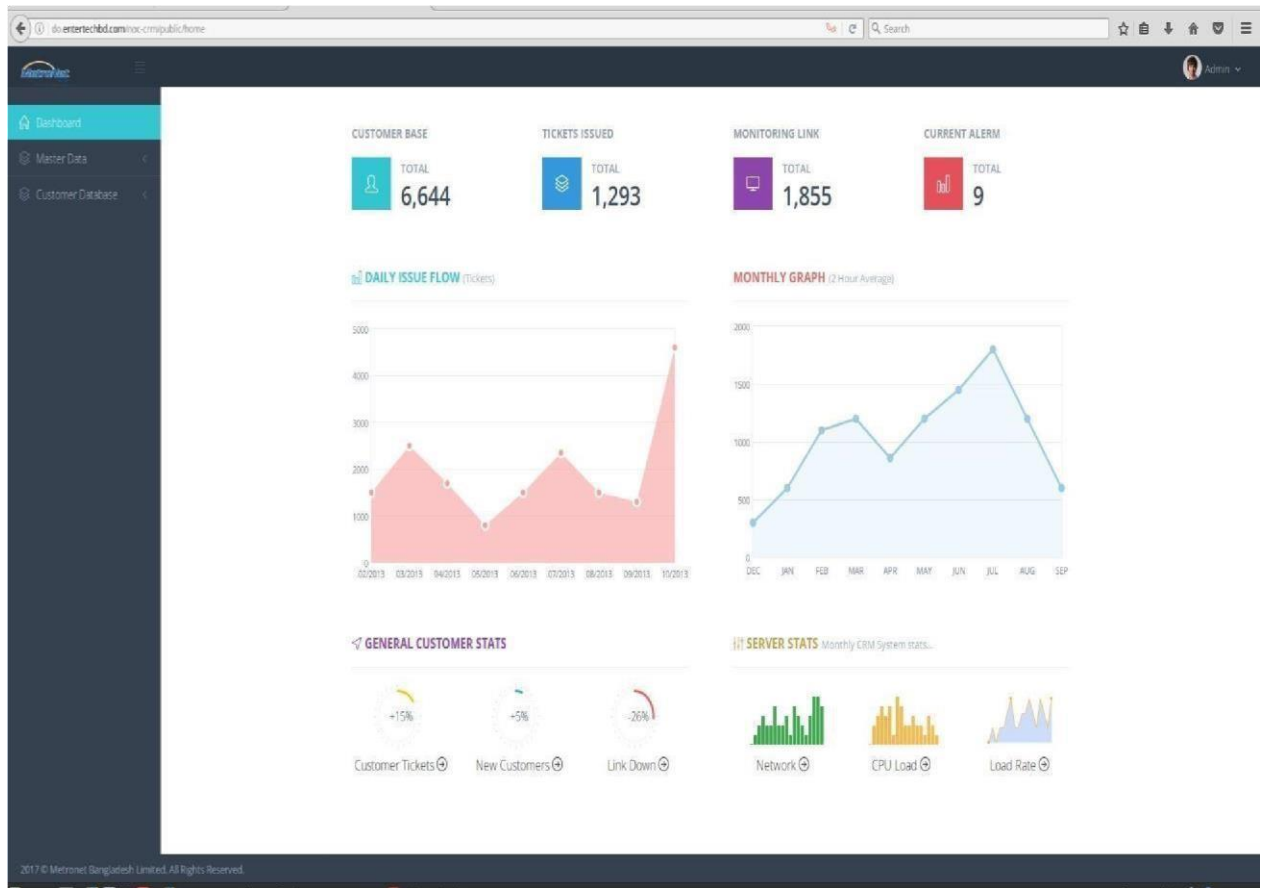 do.entertechbd.com/noc-crm/public/home
Search
Metronet
Admin
Dashboard
Master Data
Customer Database
CUSTOMER BASE
TOTAL
6,644
TICKETS ISSUED
TOTAL
1,293
MONITORING LINK
TOTAL
1,855
CURRENT ALERM
TOTAL
9
DAILY ISSUE FLOW (Tickets)
5000
4000
3000
2000
1000
0
02/2013 03/2013 04/2013 05/2013 06/2013 07/2013 08/2013 09/2013 10/2013
MONTHLY GRAPH (2 Hour Average)
2000
1500
1000
500
0
DEC JAN FEB MAR APR MAY JUN JUL AUG SEP
GENERAL CUSTOMER STATS
+15%
+5%
-26%
Customer Tickets
New Customers
Link Down
SERVER STATS Monthly CRM System stats...
Network
CPU Load
Load Rate
2017 © Metronet Bangladesh Limited. All Rights Reserved.